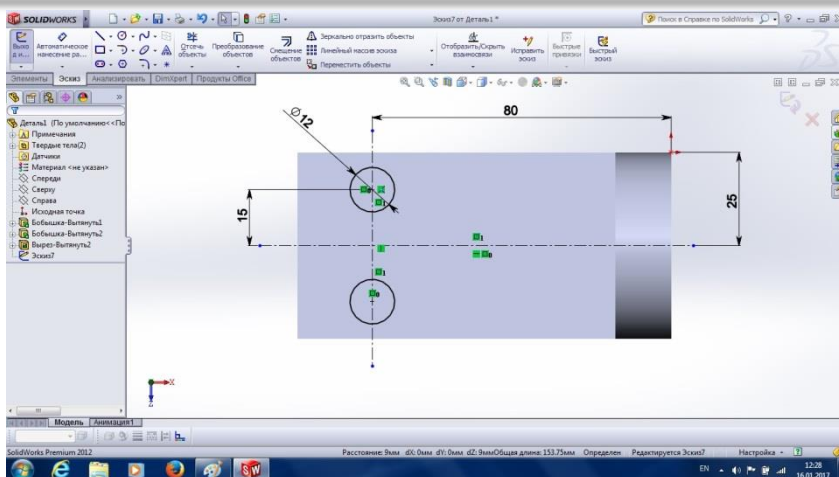 SOLIDWORKS
Эскиз7 от Деталь1 *
Поиск в Справке по SolidWorks
Выхо д и...
Автоматическое нанесение ра...
Отсечь объекты
Преобразование объектов
Смещение объектов
Зеркально отразить объекты
Линейный массив эскиза
Переместить объекты
Отобразить/Скрыть взаимосвязи
Исправить эскиз
Быстрые привязки
Быстрый эскиз
Элементы Эскиз Анализировать DimXpert Продукты Office
Деталь1 (По умолчанию<<По
Примечания
Твердые тела(2)
Датчики
Материал <не указан>
Спереди
Сверху
Справа
Исходная точка
Бобышка-Вытянуть1
Бобышка-Вытянуть2
Вырез-Вытянуть2
Эскиз7
Ø12
80
15
25
X
Модель Анимация1
SolidWorks Premium 2012
Расстояние: 9мм dX: 0мм dY: 0мм dZ: 9ммОбщая длина: 153.75мм Определен Редактируется Эскиз7 Настройка
EN
12:28
16.01.2017